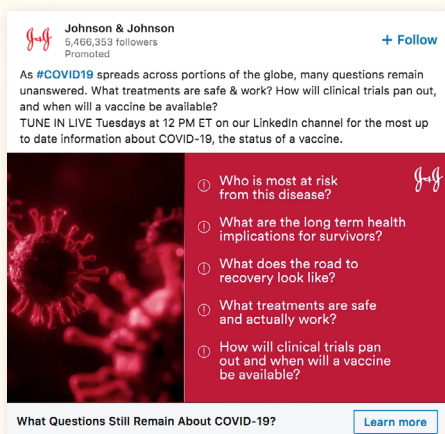 Johnson & Johnson
5,466,353 followers
Promoted
+ Follow
As #COVID19 spreads across portions of the globe, many questions remain
unanswered. What treatments are safe & work? How will clinical trials pan out,
and when will a vaccine be available?
TUNE IN LIVE Tuesdays at 12 PM ET on our LinkedIn channel for the most up
to date information about COVID-19, the status of a vaccine.
J&J
Who is most at risk
from this disease?
What are the long term health
implications for survivors?
What does the road to
recovery look like?
What treatments are safe
and actually work?
How will clinical trials pan
out and when will a vaccine
be available?
What Questions Still Remain About COVID-19?
Learn more